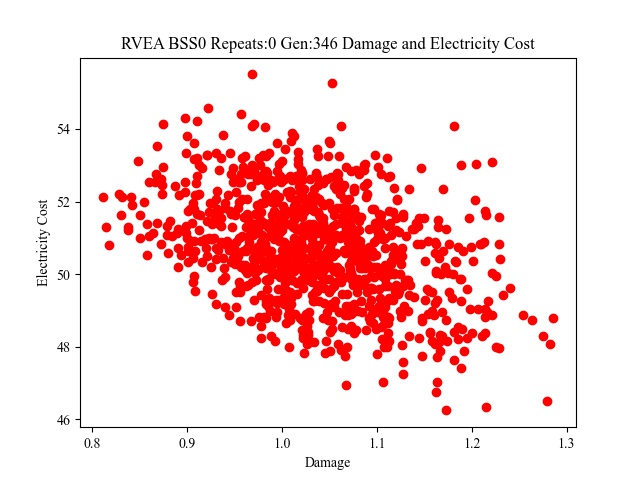 RVEA BSS0 Repeats:0 Gen:346 Damage and Electricity Cost
54
52
50
48
46
Electricity Cost
0.8 0.9 1.0 1.1 1.2 1.3
Damage